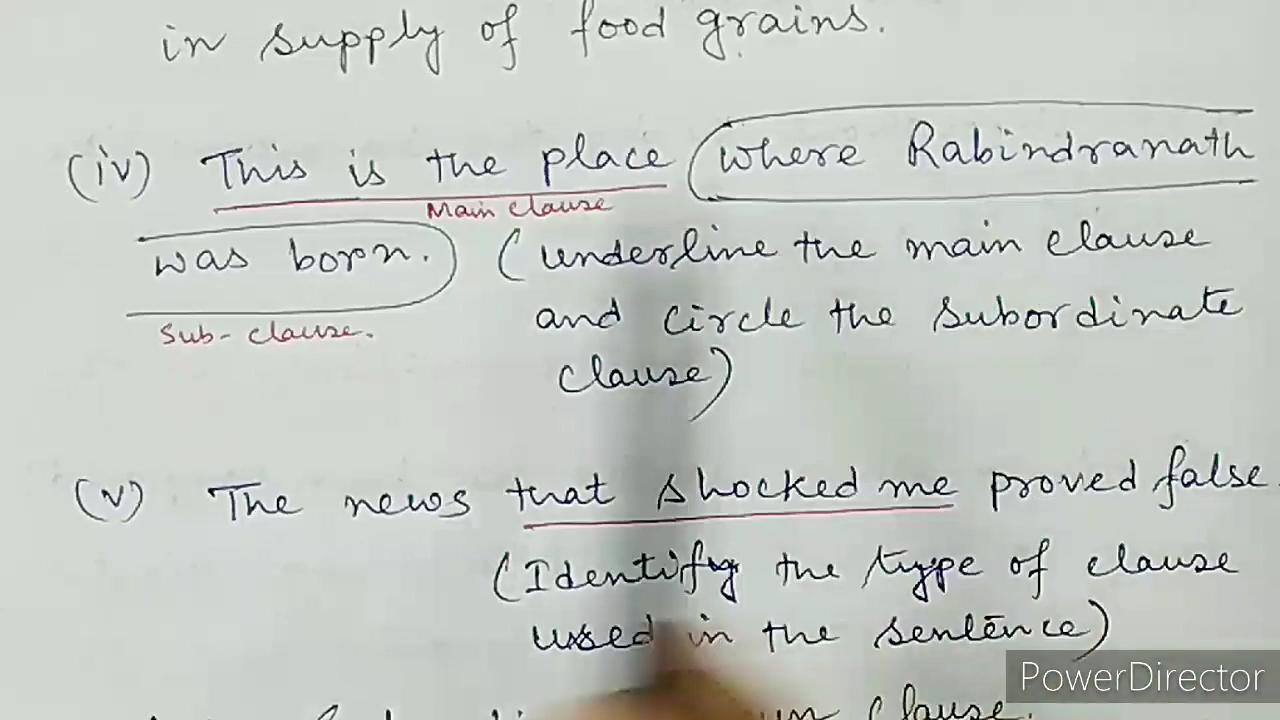 in supply of food grains.
(iv) This is the place where Rabindranath
Main clause
was born. (underline the main clause
Sub-clause.
and circle the subordinate
clause)
(v) The news that shocked me proved false.
(Identify the type of clause
used in the sentence)
PowerDirector
clause.